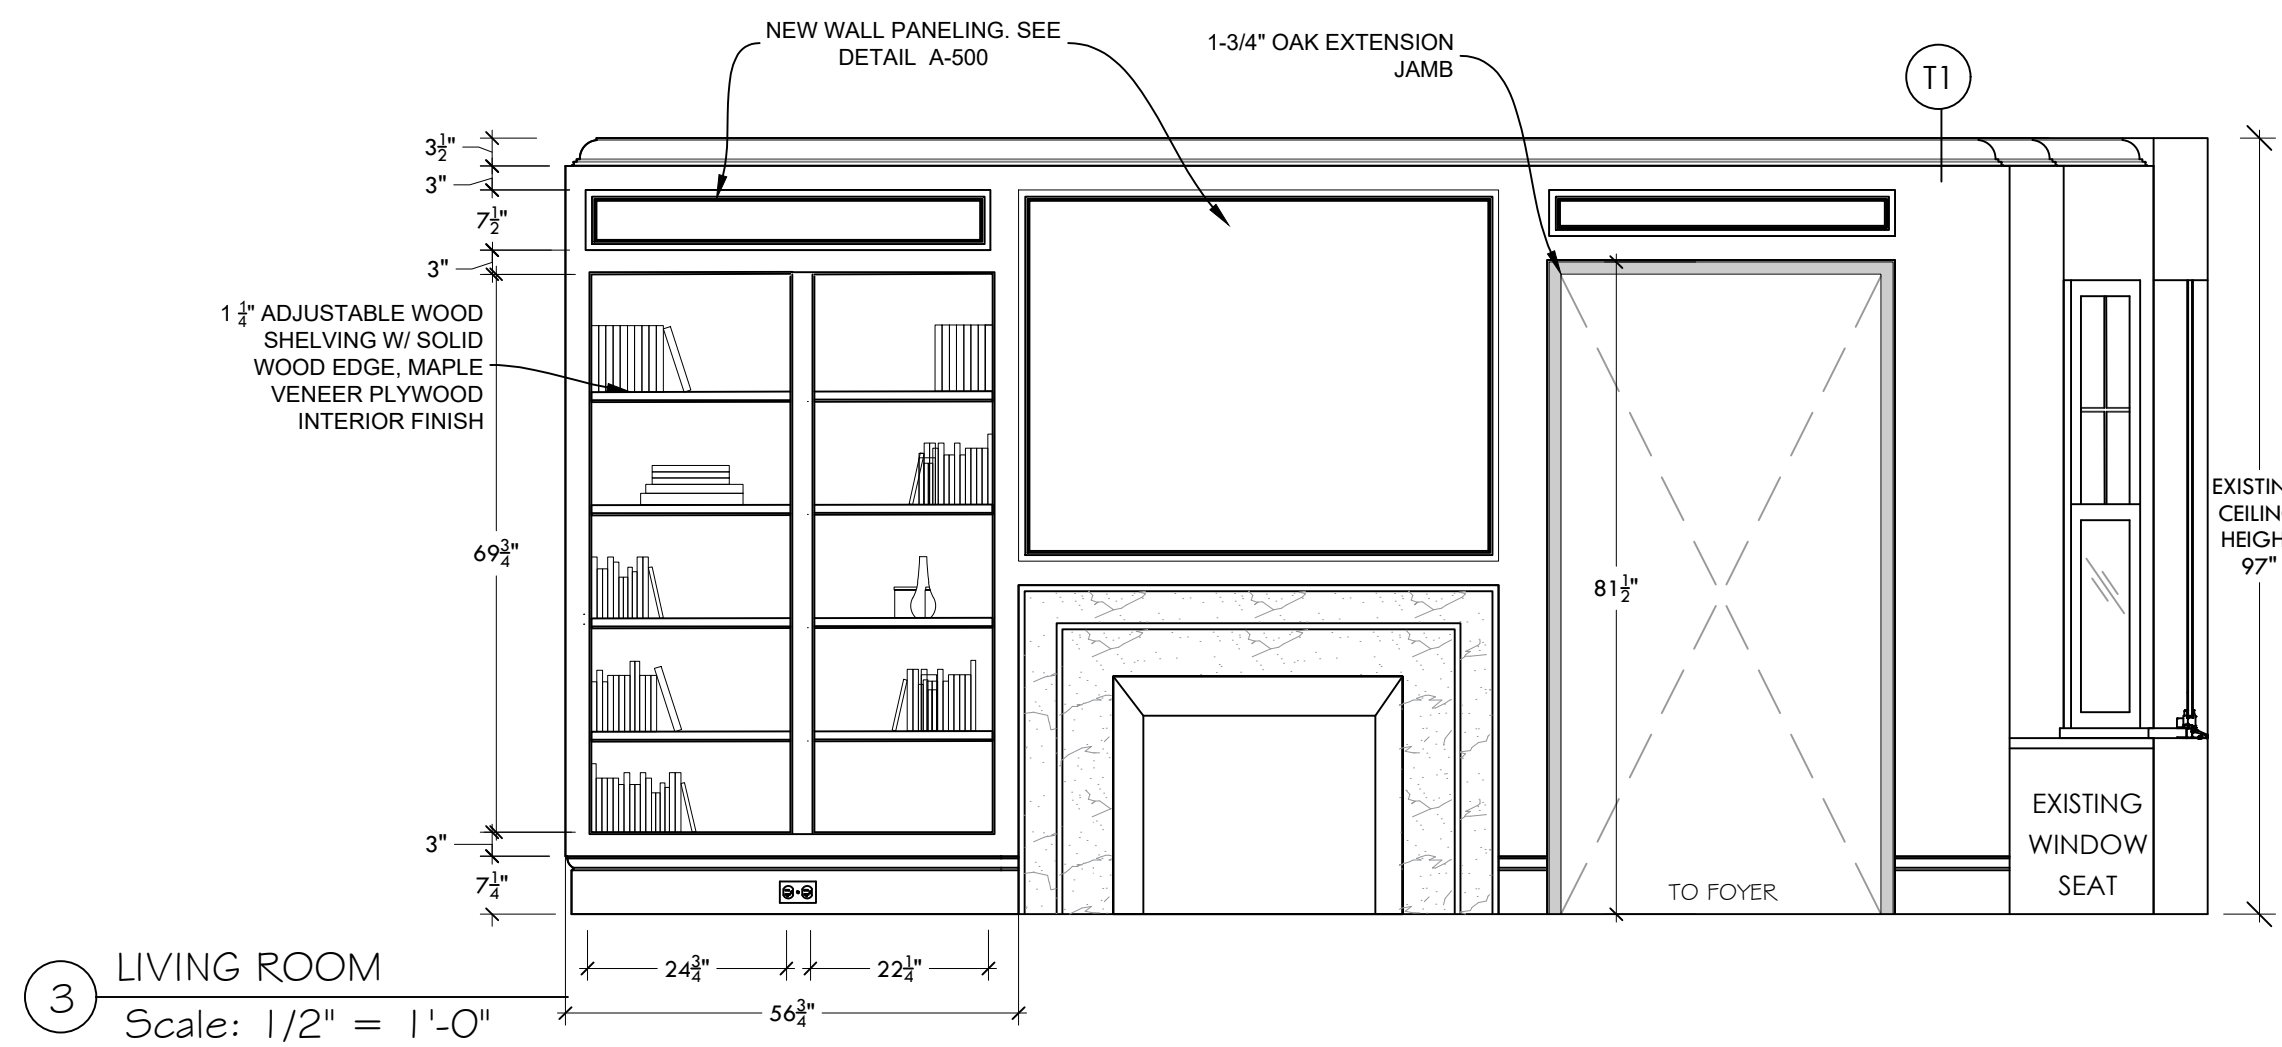 NEW WALL PANELING. SEE
DETAIL A-500
1-3/4" OAK EXTENSION
JAMB
T1
3½"
3"
7½"
3"
1 ¼" ADJUSTABLE WOOD
SHELVING W/ SOLID
WOOD EDGE, MAPLE
VENEER PLYWOOD
INTERIOR FINISH
69¾"
3"
7¼"
81½"
EXISTIN
CEILIN
HEIGH
97"
EXISTING
WINDOW
SEAT
TO FOYER
24¾"
22¼"
56¾"
3
LIVING ROOM
Scale: 1/2" = 1'-0"